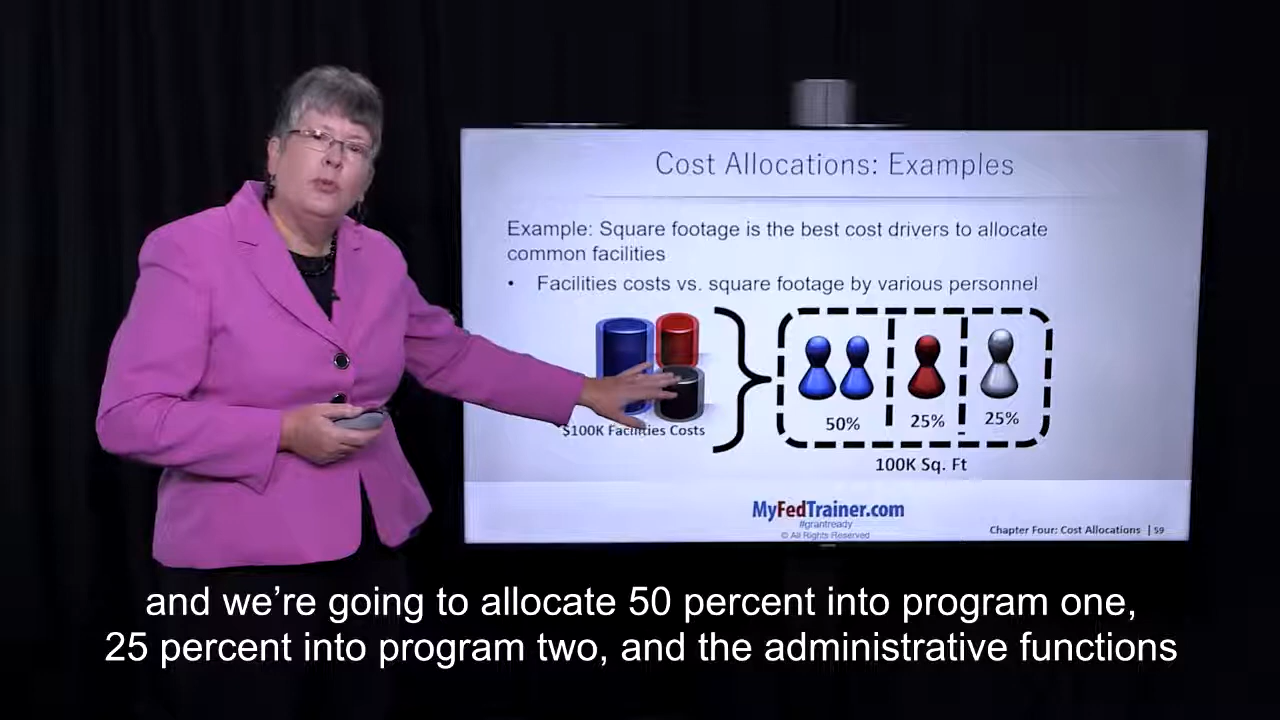 Cost Allocations: Examples
Example: Square footage is the best cost drivers to allocate
common facilities
• Facilities costs vs. square footage by various personnel
$100K Facilities Costs
50%
25%
25%
100K Sq. Ft
MyFedTrainer.com
#grantready
© All Rights Reserved
Chapter Four: Cost Allocations | 59
and we’re going to allocate 50 percent into program one,
25 percent into program two, and the administrative functions